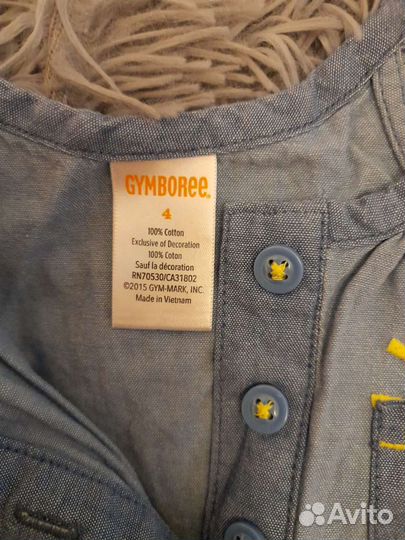 GYMBOREE
4
100% Cotton
Exclusive of Decoration
100% Coton
Sauf la décoration
RN70530/CA31802
©2015 GYM-MARK, INC.
Made in Vietnam
Avito